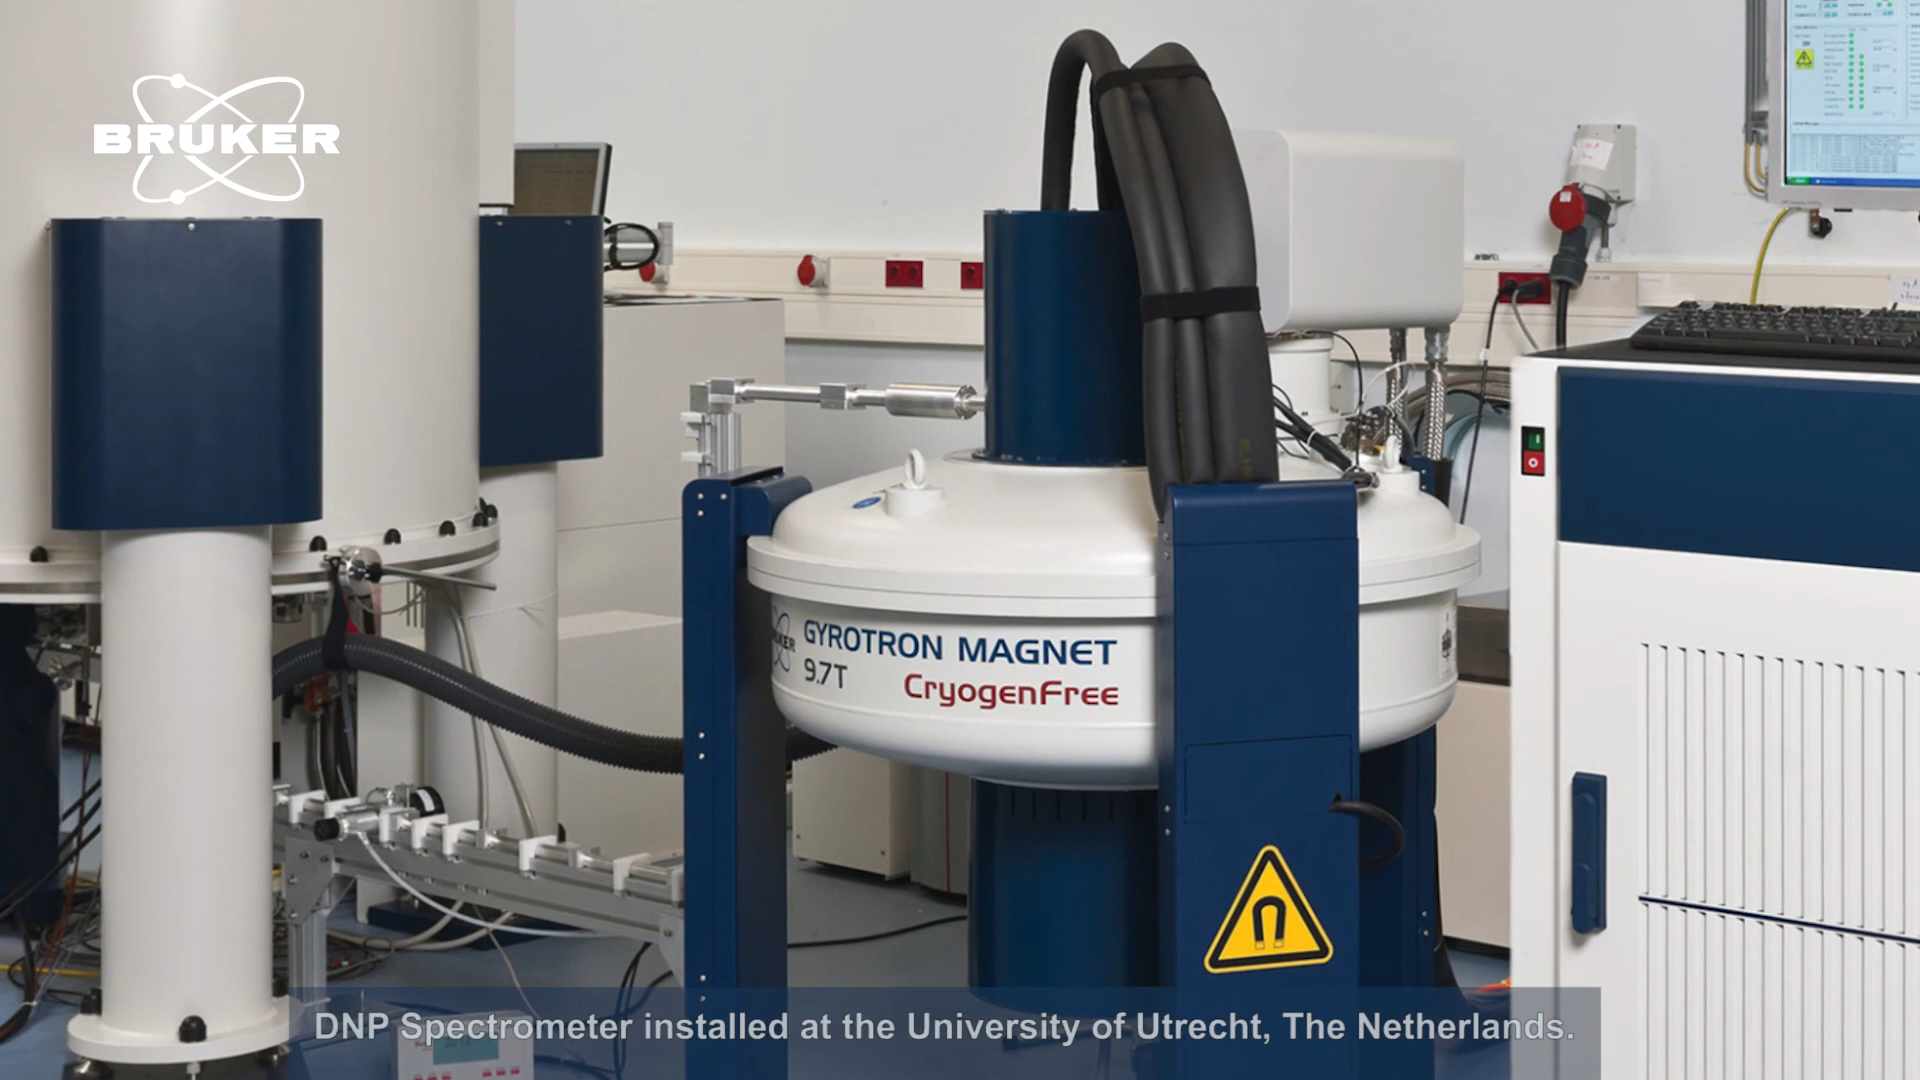 BRUKER
GYROTRON MAGNET
9.7T
CryogenFree
DNP Spectrometer installed at the University of Utrecht, The Netherlands.